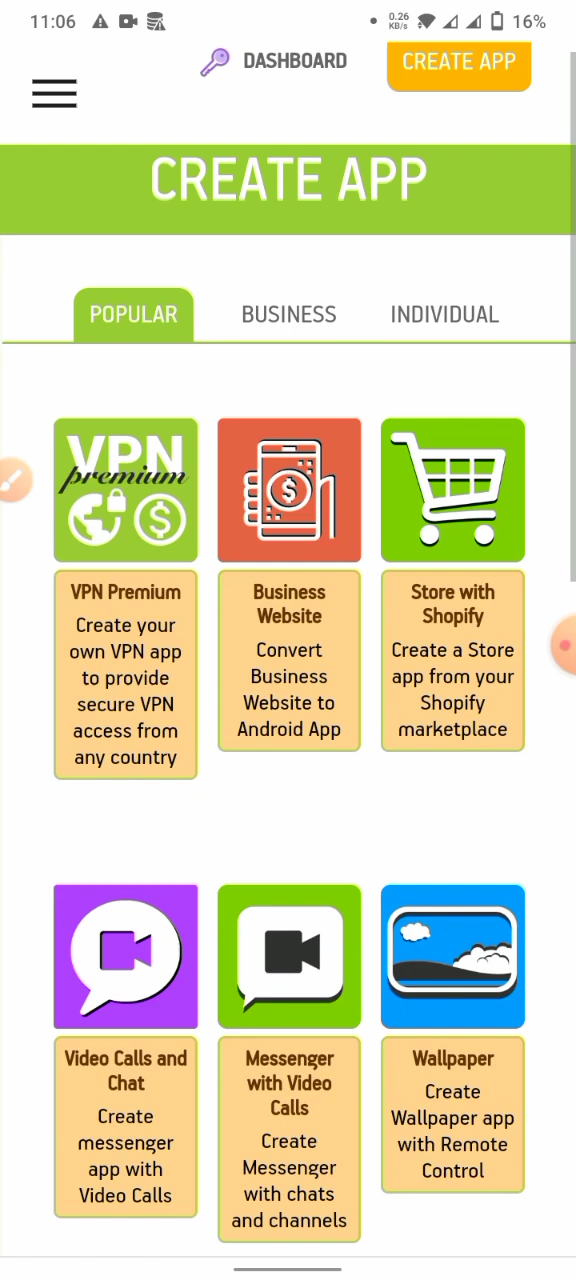 11:06
0.26
KB/s
16%
DASHBOARD
CREATE APP
CREATE APP
POPULAR
BUSINESS
INDIVIDUAL
VPN
premium
VPN Premium
Create your
own VPN app
to provide
secure VPN
access from
any country
$
Business
Website
Convert
Business
Website to
Android App
Store with
Shopify
Create a Store
app from your
Shopify
marketplace
Video Calls and
Chat
Create
messenger
app with
Video Calls
Messenger
with Video
Calls
Create
Messenger
with chats
and channels
Wallpaper
Create
Wallpaper app
with Remote
Control